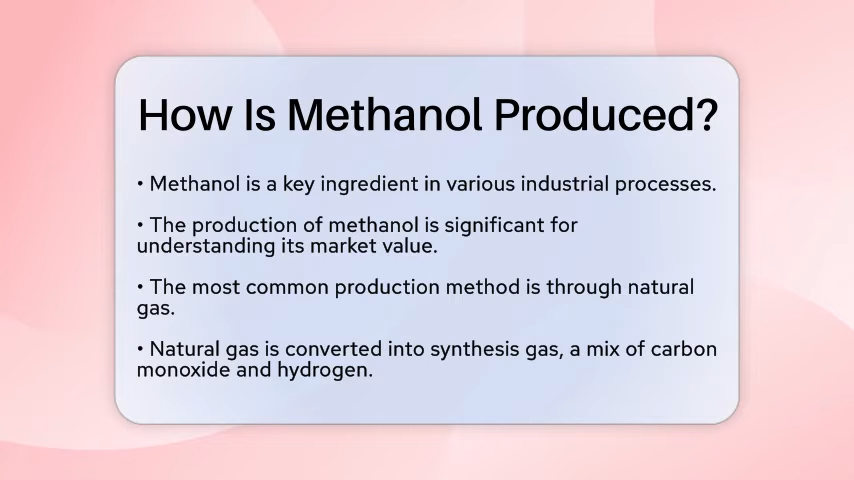 How Is Methanol Produced?
• Methanol is a key ingredient in various industrial processes.
• The production of methanol is significant for
understanding its market value.
• The most common production method is through natural
gas.
• Natural gas is converted into synthesis gas, a mix of carbon
monoxide and hydrogen.